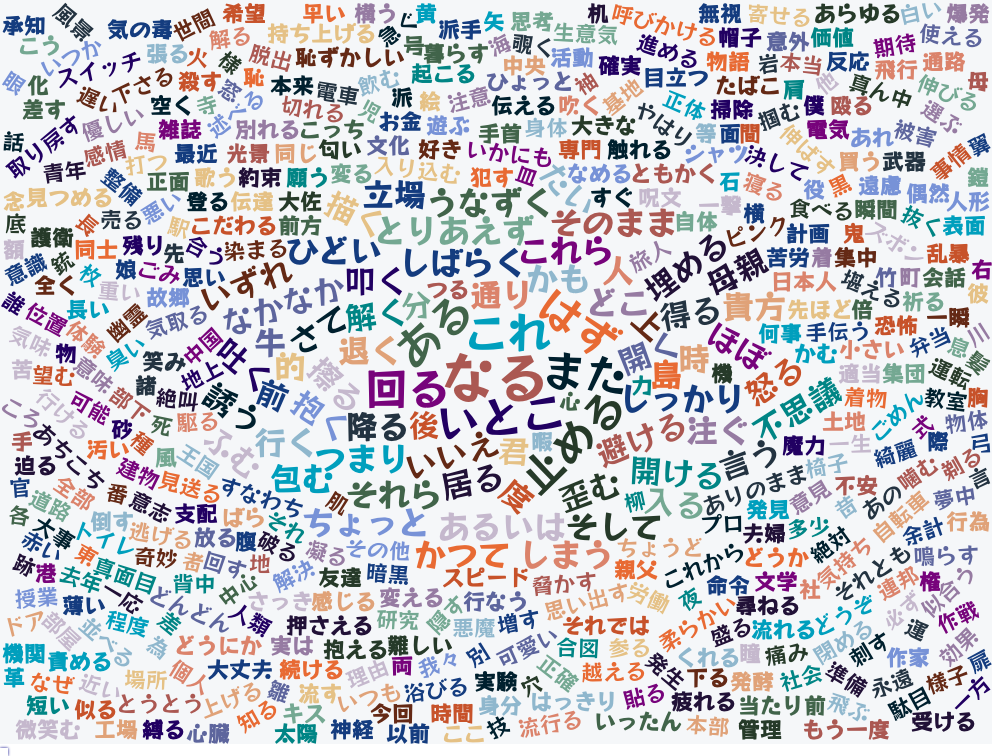 承知
風景
気の毒
世間
希望
早い
構う
黄
派手
矢
思考
生意気
机
呼びかける
無視
寄せる
あらゆる
白い
爆発
こう
いつか
解る
持ち上げる
急
号
暮らす
海
覗く
活動
進める
帽子
意外
価値
期待
使える
眼
化
スイッチ
張る
火
様
脱出
恥ずかしい
中央
確実
物語
岩
本当
反応
飛行
通路
母
差す
遅い
下さる
殺す
恥
本来
電車
飲む
起こる
ひょっと
袖
基地
目立つ
たばこ
肩
他
真ん中
伸びる
空く
寺
惑わ
切れる
児
派
絵
注意
伝える
吹く
正体
掃除
掴む
僕
殴る
選ぶ
話
取り戻す
優しい
雑誌
述べ
別れる
こっち
お金
遊ぶ
手首
身体
大きな
やはり
等
面
間
電気
あれ
被害
青年
感情
馬
打つ
最近
光景
同じ
匂い
文化
好き
いかにも
専門
触れる
シャツ
決して
伸ばす
買う
武器
事情
翼
念
見つめる
整備
正面
歌う
約束
願う
変る
入り込む
犯す
皿
なめる
ともかく
石
寝る
役
黒
遠慮
偶然
人形
鎧
底
長
売る
悪い
登る
伝達
大佐
描く
立場
うなずく
さしい
すぐ
呪文
一撃
横
食べる
瞬間
抜く
表面
額
護衛
同士
残り
先
駅
合う
こだわる
前方
とりあえず
そのまま
自体
ピンク
計画
鬼
ズボン
乱暴
右
意識
銃
枚
娘
ごみ
思い
染まる
ひどい
しばらく
これら
人
旅人
埋める
母親
苦労
着
集中
彼
誰
全く
長い
重い
故郷
いずれ
なかなか
叩く
つる
通り
かも
どこ
日本人
堪える
竹
町
会話
祈る
位置
体験
幽霊
気取る
さて
解く
分
ある
これ
はず
上
得る
貴方
先ほど
倍
恐怖
一瞬
気味
物
臭い
中国
吐く
牛
退く
開く
時
ほぼ
何事
手伝う
弁当
息
川
苦
望む
意味
笑み
地上
的
擦る
回る
なる
また
力
島
機
怒る
かむ
小さい
適当
集団
運転
紫
諸
絶叫
誘う
前
抱く
いとこ
心
しっかり
不思議
着物
ごめん
教室
胸
ころ
行ける
可能
部下
砂
種
死
駆る
降る
後
止める
避ける
注ぐ
土地
式
物体
手
あちこち
汚い
風
王国
ふむ
行く
つまり
いいえ
君
暇
魔力
一生
綺麗
際
弓
迫る
建物
見送る
すなわち
包む
それら
居る
度
歪む
柳
開ける
入る
言う
ありのまま
椅子
不安
噛む
剃る
言
官
全部
番
意志
支配
ばら
それ
肌
ちょっと
あるいは
そして
プロ
発見
意見
昔
あの
自転車
夢中
各
道路
大事
倒す
逃げる
放る
腹
破る
凝る
その他
かつて
しまう
ちょうど
これから
夫婦
多少
絶対
余計
行為
赤い
トイレ
奇妙
者
回す
地
解決
友達
暗黒
スピード
脅かす
親父
どうか
気持ち
それとも
鳴らす
跡
港
東
真面目
背中
中心
さっき
感じる
変える
行なう
思い出す
労働
夜
命令
文学
社
連邦
権
似合う
授業
去年
薄い
一応
どんどん
人類
押さえる
研究
隠す
悪魔
増す
それでは
柔らかい
尋ねる
必ず
作戦
ドア
部屋
並べる
程度
差
為
どうにか
実は
抱える
難しい
別
可愛い
合図
参る
盛る
流れる
どうぞ
運
効果
機関
責める
個人
大丈夫
続ける
理由
両
我々
正確
越える
くれる
瞳
痛み
閉める
刺す
作家
扉
革
なぜ
近い
場所
上げる
雛
流す
いつも
浴びる
実験
穴
発生
下る
発酵
社会
準備
永遠
様子
短い
似る
とうとう
知る
キス
今回
時間
身分
はっきり
貼る
疲れる
当たり前
飛ぶ
駄目
一方
微笑む
工場
縛る
心臓
太陽
神経
以前
ここ
技
流行る
いったん
本部
管理
もう一度
受ける